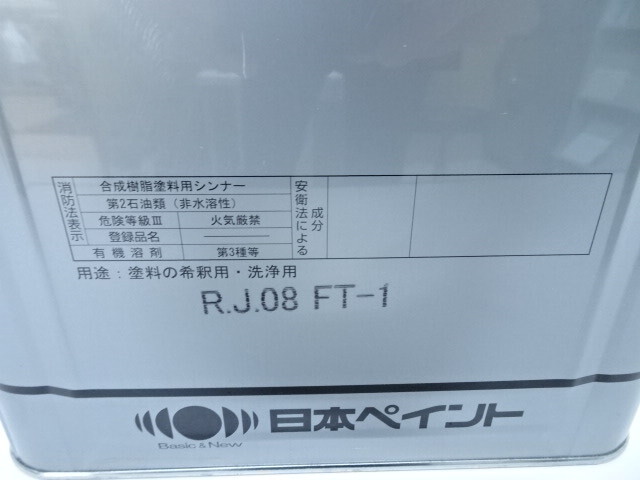 消防法表示
合成樹脂塗料用シンナー
第2石油類（非水溶性）
危険等級Ⅲ 火気厳禁
登録品名
有機溶剤 第3種等
安衛法による
成分
用途：塗料の希釈用・洗浄用
R.J.08 FT-1
日本ペイント
Basic & New